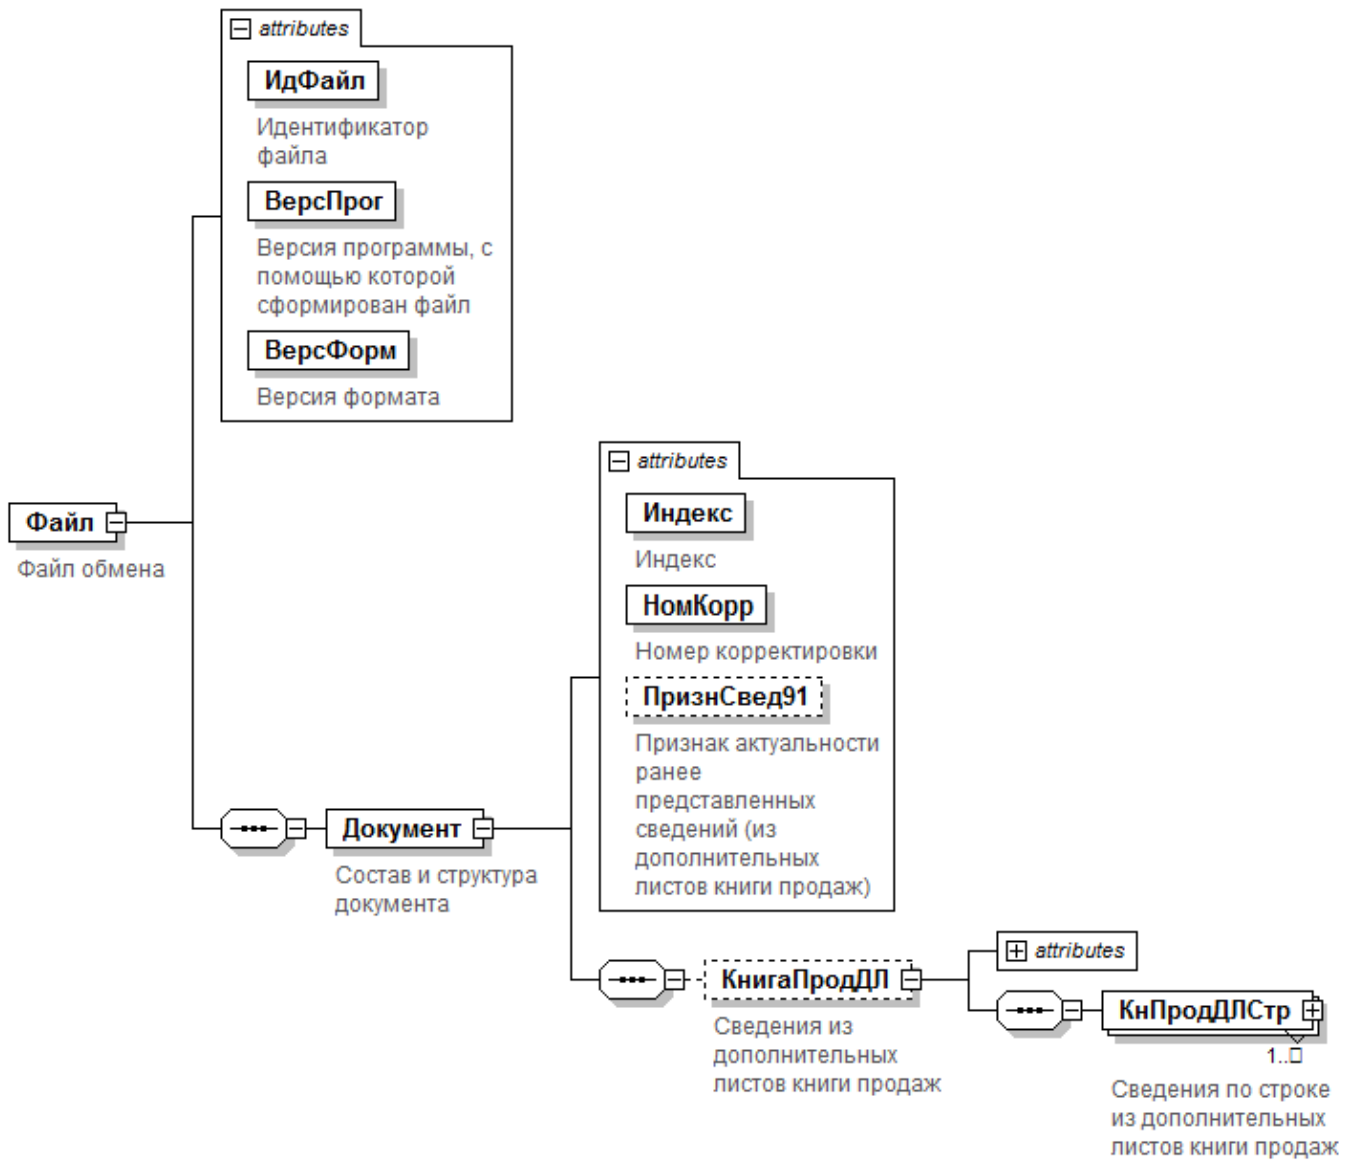 attributes
ИдФайл
Идентификатор
файла
ВерсПрог
Версия программы, с
помощью которой
сформирован файл
ВерсФорм
Версия формата
Файл
Файл обмена
attributes
Индекс
Индекс
НомКорр
Номер корректировки
ПризнСвед91
Признак актуальности
ранее
представленных
сведений (из
дополнительных
листов книги продаж)
Документ
Состав и структура
документа
КнигаПродДЛ
Сведения из
дополнительных
листов книги продаж
attributes
КнПродДЛСтр
1..□
Сведения по строке
из дополнительных
листов книги продаж